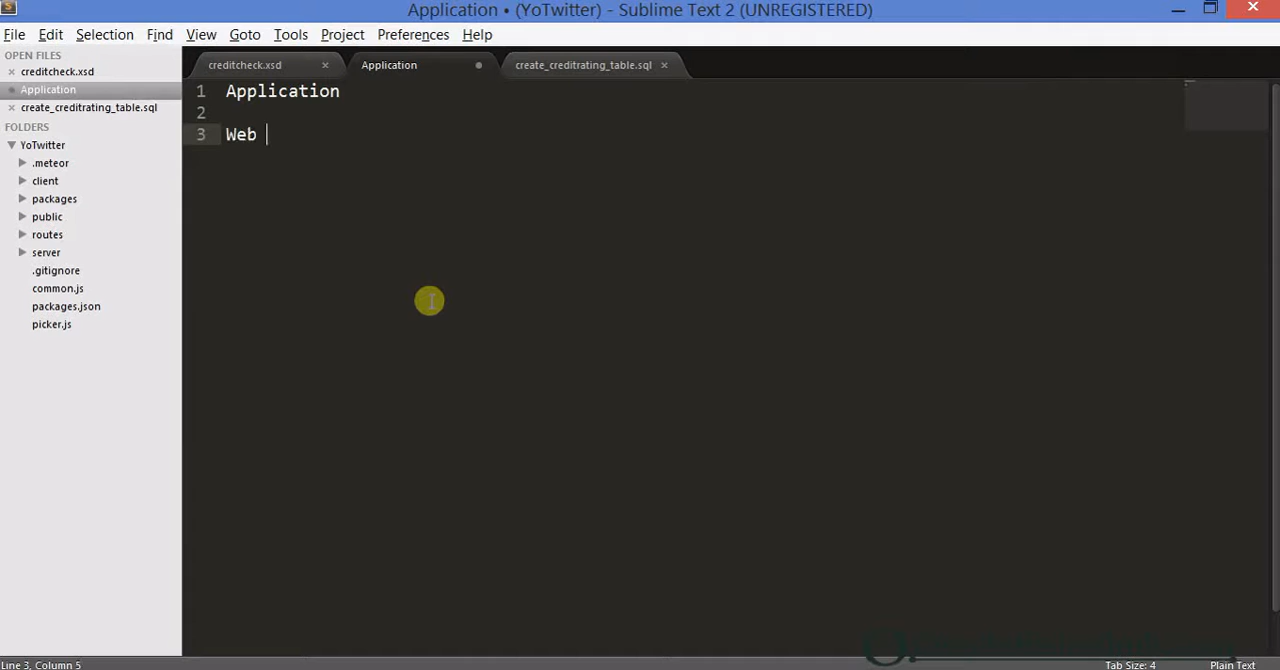 Application • (YoTwitter) - Sublime Text 2 (UNREGISTERED)
File Edit Selection Find View Goto Tools Project Preferences Help
OPEN FILES
creditcheck.xsd
Application
create_creditrating_table.sql
FOLDERS
YoTwitter
.meteor
client
packages
public
routes
server
.gitignore
common.js
packages.json
picker.js
creditcheck.xsd Application create_creditrating_table.sql
1 Application
2
3 Web
Line 3, Column 5 Tab Size: 4 Plain Text